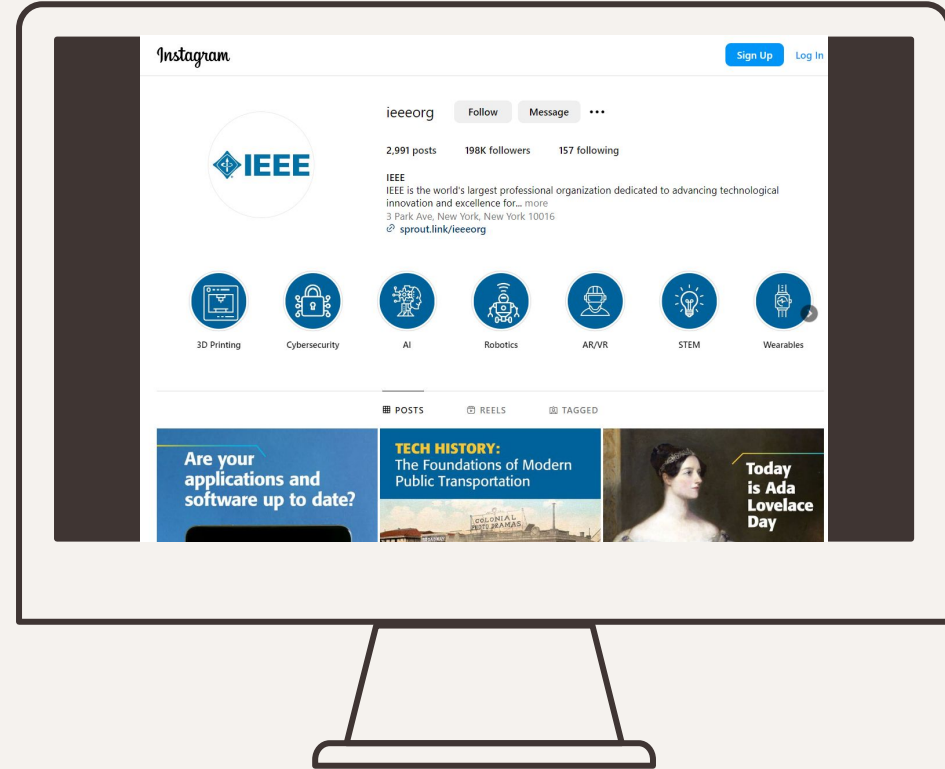 Instagram
Sign Up Log In
ieeeorg Follow Message
2,991 posts 198K followers 157 following
IEEE
IEEE
IEEE is the world's largest professional organization dedicated to advancing technological
innovation and excellence for... more
3 Park Ave, New York, New York 10016
sprout.link/ieeeorg
3D Printing Cybersecurity AI Robotics AR/VR STEM Wearables
POSTS REELS TAGGED
Are your
applications and
software up to date?
TECH HISTORY:
The Foundations of Modern
Public Transportation
COLONIAL
PHOTO DRAMAS
Today
is Ada
Lovelace
Day